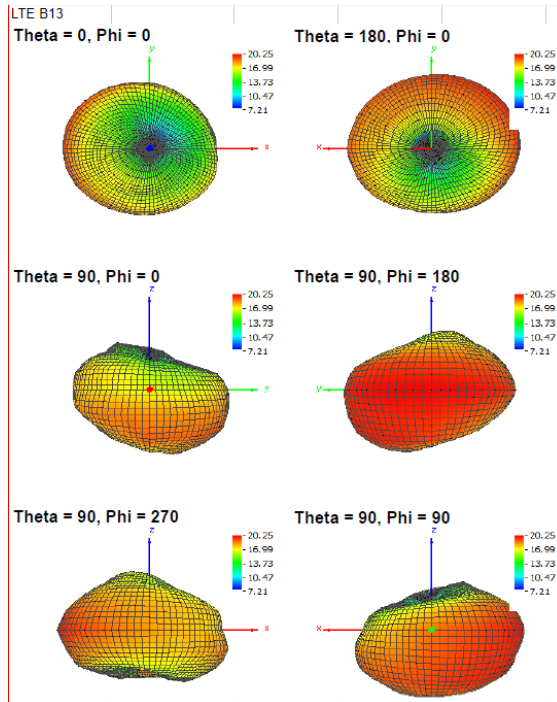 LTE B13
Theta = 0, Phi = 0
y
20.25
16.99
13.73
10.47
7.21
x
Theta = 180, Phi = 0
y
20.25
16.99
13.73
10.47
7.21
x
Theta = 90, Phi = 0
z
20.25
16.99
13.73
10.47
7.21
y
Theta = 90, Phi = 180
z
20.25
16.99
13.73
10.47
7.21
y
Theta = 90, Phi = 270
z
20.25
16.99
13.73
10.47
7.21
x
Theta = 90, Phi = 90
z
20.25
16.99
13.73
10.47
7.21
x